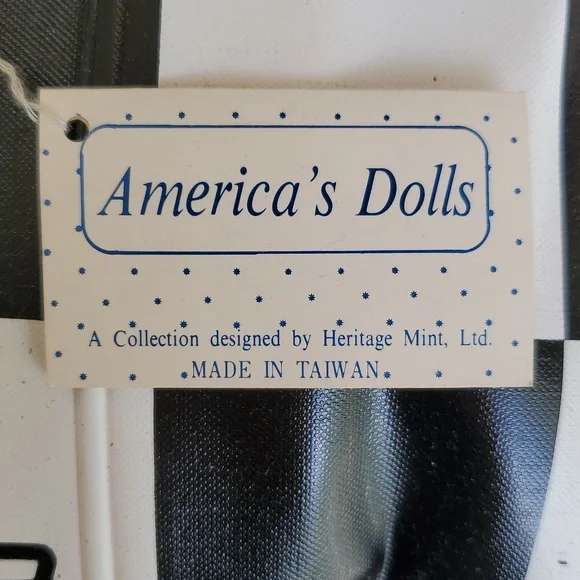 America's Dolls
A Collection designed by Heritage Mint, Ltd.
MADE IN TAIWAN